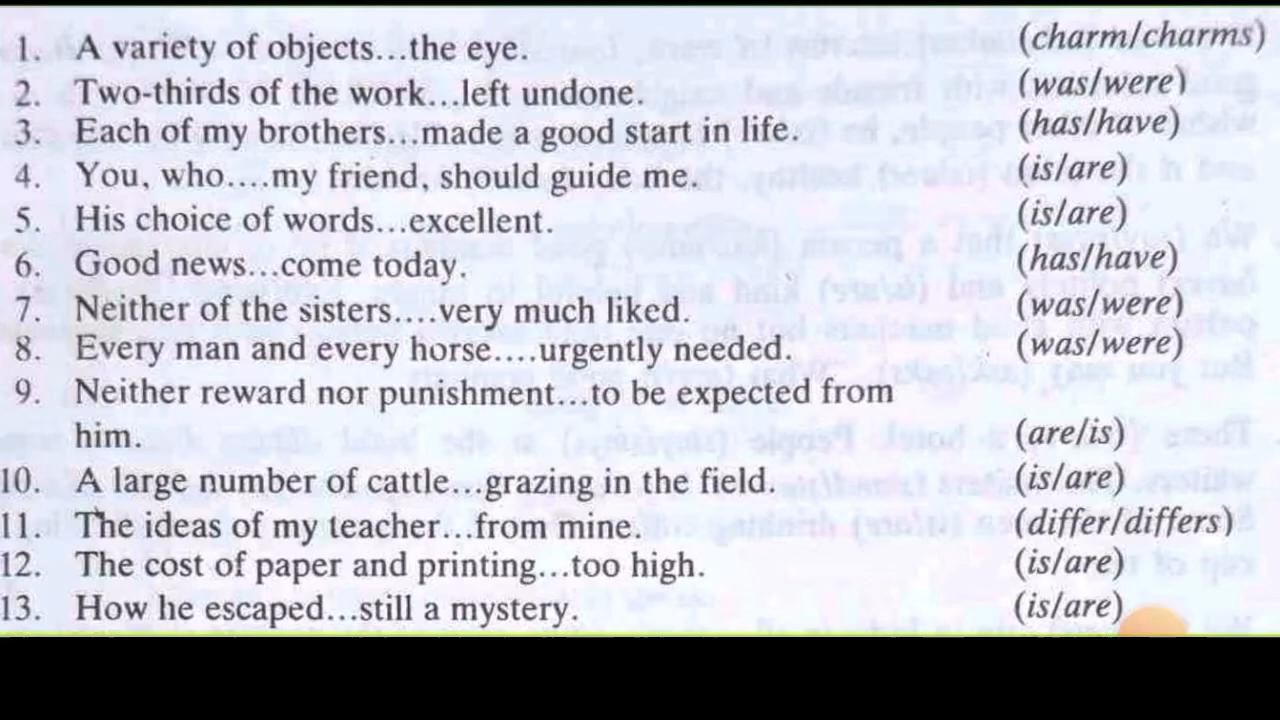 1. A variety of objects...the eye. (charm/charms)
2. Two-thirds of the work...left undone. (was/were)
3. Each of my brothers...made a good start in life. (has/have)
4. You, who....my friend, should guide me. (is/are)
5. His choice of words...excellent. (is/are)
6. Good news...come today. (has/have)
7. Neither of the sisters....very much liked. (was/were)
8. Every man and every horse....urgently needed. (was/were)
9. Neither reward nor punishment...to be expected from
him. (are/is)
10. A large number of cattle...grazing in the field. (is/are)
11. The ideas of my teacher...from mine. (differ/differs)
12. The cost of paper and printing...too high. (is/are)
13. How he escaped...still a mystery. (is/are)